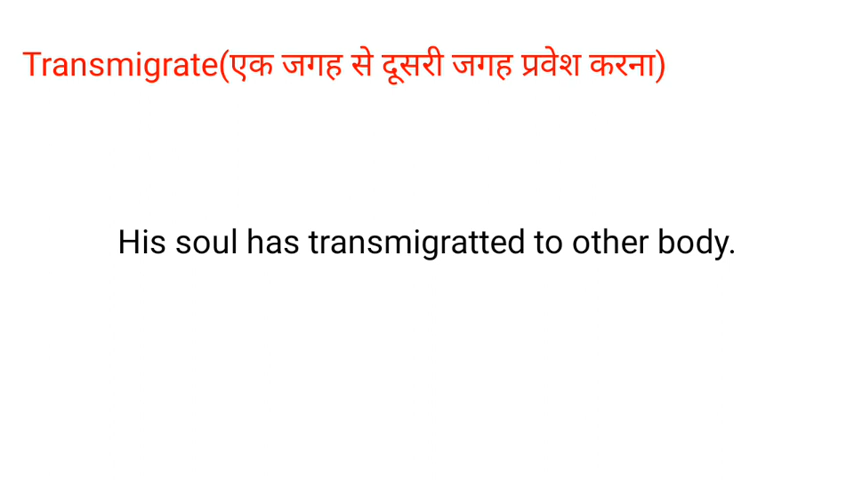 Transmigrate(एक जगह से दूसरी जगह प्रवेश करना)
His soul has transmigratted to other body.